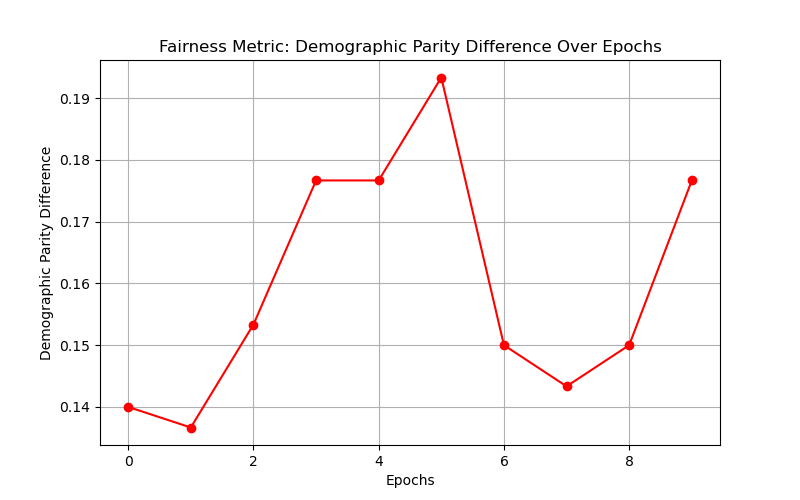 Fairness Metric: Demographic Parity Difference Over Epochs
Demographic Parity Difference
0.19
0.18
0.17
0.16
0.15
0.14
0 2 4 6 8
Epochs